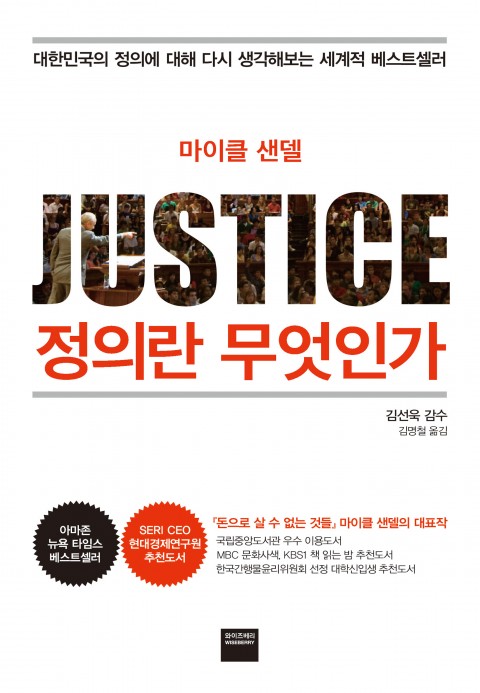 대한민국의 정의에 대해 다시 생각해보는 세계적 베스트셀러
마이클 샌델
JUSTICE
정의란 무엇인가
김선욱 감수
김명철 옮김
아마존
뉴욕 타임스
베스트셀러
SERI CEO
현대경제연구원
추천도서
『돈으로 살 수 없는 것들』 마이클 샌델의 대표작
국립중앙도서관 우수 이용도서
MBC 문화사색, KBS1 책 읽는 밤 추천도서
한국간행물윤리위원회 선정 대학신입생 추천도서
와이즈베리
WISEBERRY